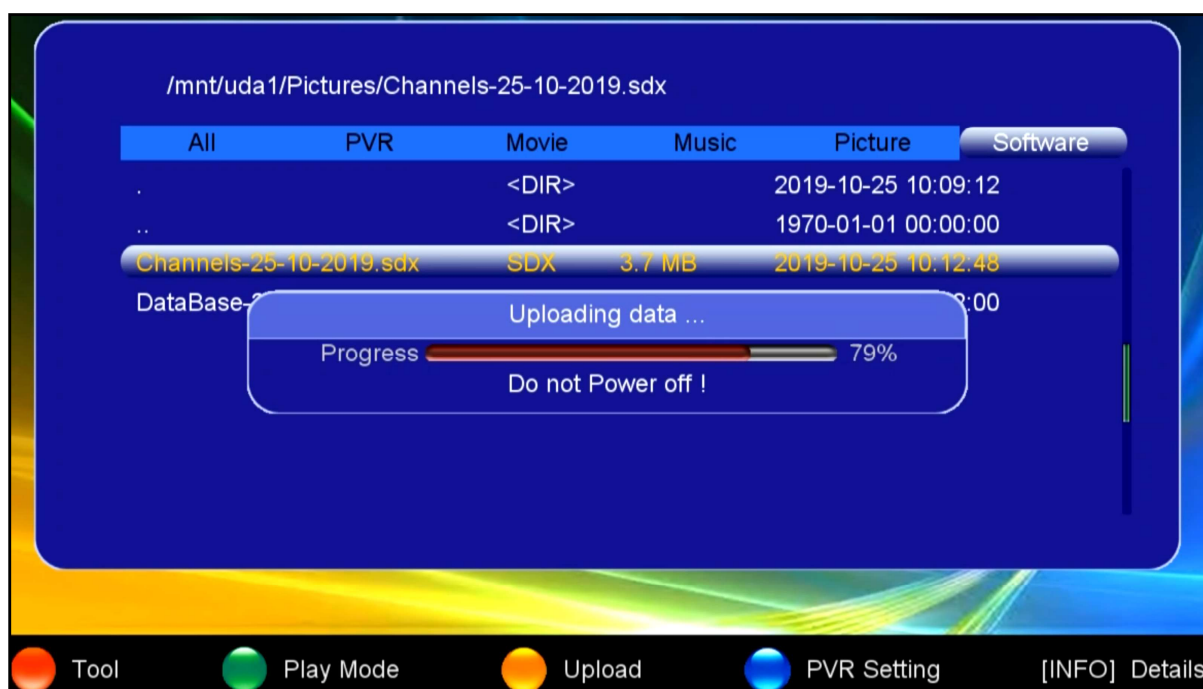 /mnt/uda1/Pictures/Channels-25-10-2019.sdx
All PVR Movie Music Picture Software
. <DIR> 2019-10-25 10:09:12
.. <DIR> 1970-01-01 00:00:00
Channels-25-10-2019.sdx SDX 3.7 MB 2019-10-25 10:12:48
DataBase- :00
Uploading data ...
Progress 79%
Do not Power off !
Tool Play Mode Upload PVR Setting [INFO] Details